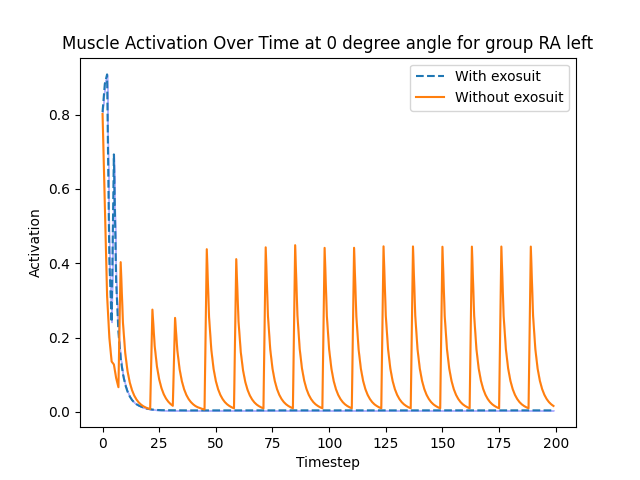 Muscle Activation Over Time at 0 degree angle for group RA left
With exosuit
Without exosuit
Activation
0.8
0.6
0.4
0.2
0.0
0
25
50
75
100
125
150
175
200
Timestep